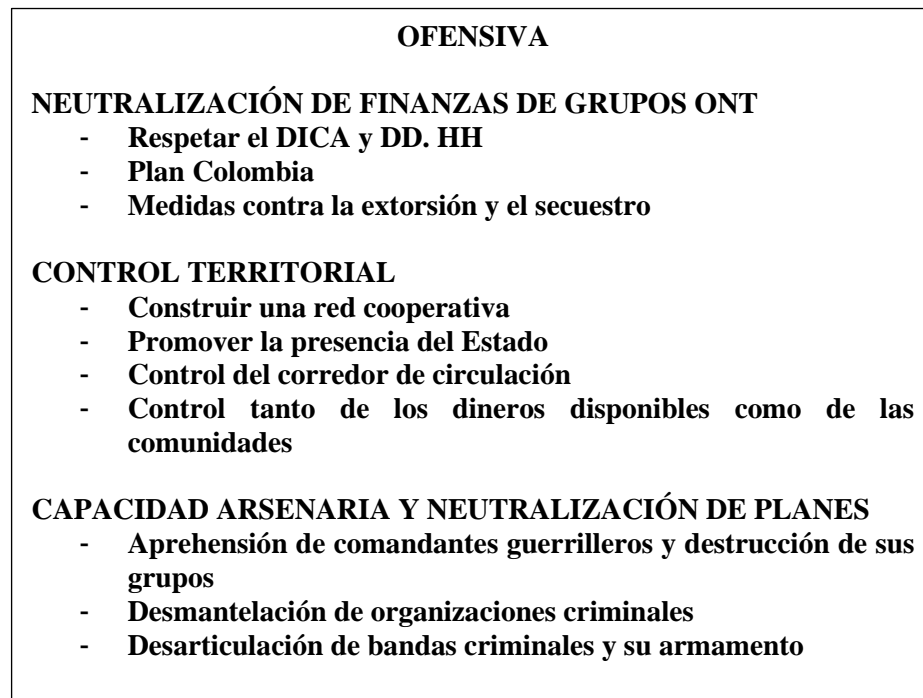 OFENSIVA
NEUTRALIZACIÓN DE FINANZAS DE GRUPOS ONT
- Respetar el DICA y DD. HH
- Plan Colombia
- Medidas contra la extorsión y el secuestro
CONTROL TERRITORIAL
- Construir una red cooperativa
- Promover la presencia del Estado
- Control del corredor de circulación
- Control tanto de los dineros disponibles como de las
comunidades
CAPACIDAD ARSENARIA Y NEUTRALIZACIÓN DE PLANES
- Aprehensión de comandantes guerrilleros y destrucción de sus
grupos
- Desmantelación de organizaciones criminales
- Desarticulación de bandas criminales y su armamento